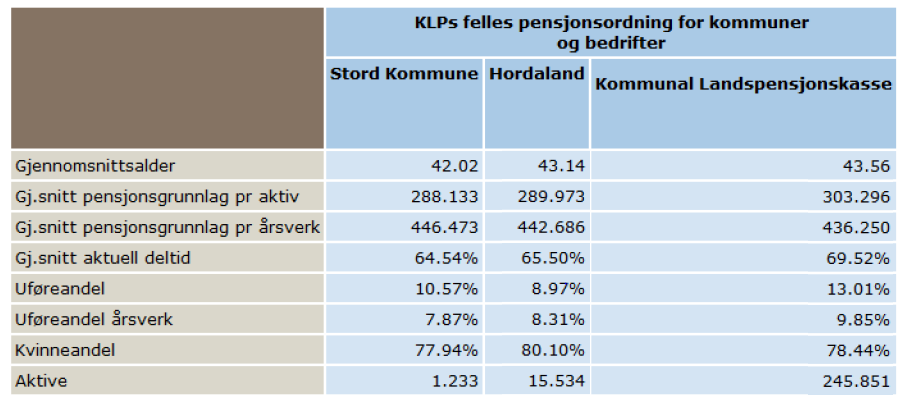 KLPs felles pensjonsordning for kommuner
og bedrifter
Stord Kommune Hordaland Kommunal Landspensjonskasse
Gjennomsnittsalder 42.02 43.14 43.56
Gj.snitt pensjonsgrunnlag pr aktiv 288.133 289.973 303.296
Gj.snitt pensjonsgrunnlag pr årsverk 446.473 442.686 436.250
Gj.snitt aktuell deltid 64.54% 65.50% 69.52%
Uføreandel 10.57% 8.97% 13.01%
Uføreandel årsverk 7.87% 8.31% 9.85%
Kvinneandel 77.94% 80.10% 78.44%
Aktive 1.233 15.534 245.851